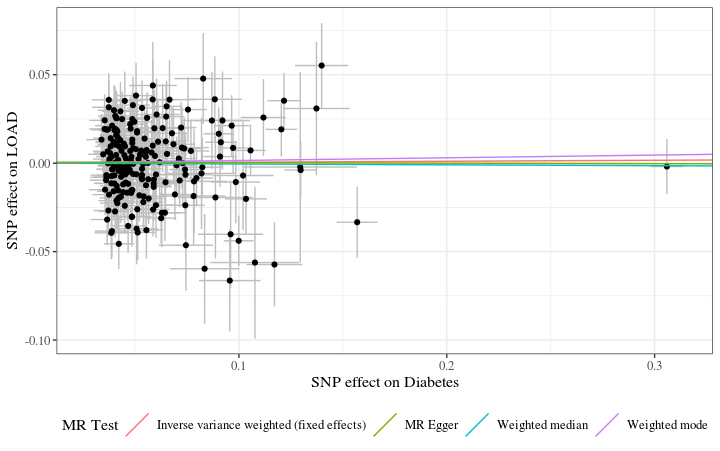 0.05
0.00
-0.05
-0.10
SNP effect on LOAD
0.1
0.2
0.3
SNP effect on Diabetes
MR Test
Inverse variance weighted (fixed effects)
MR Egger
Weighted median
Weighted mode